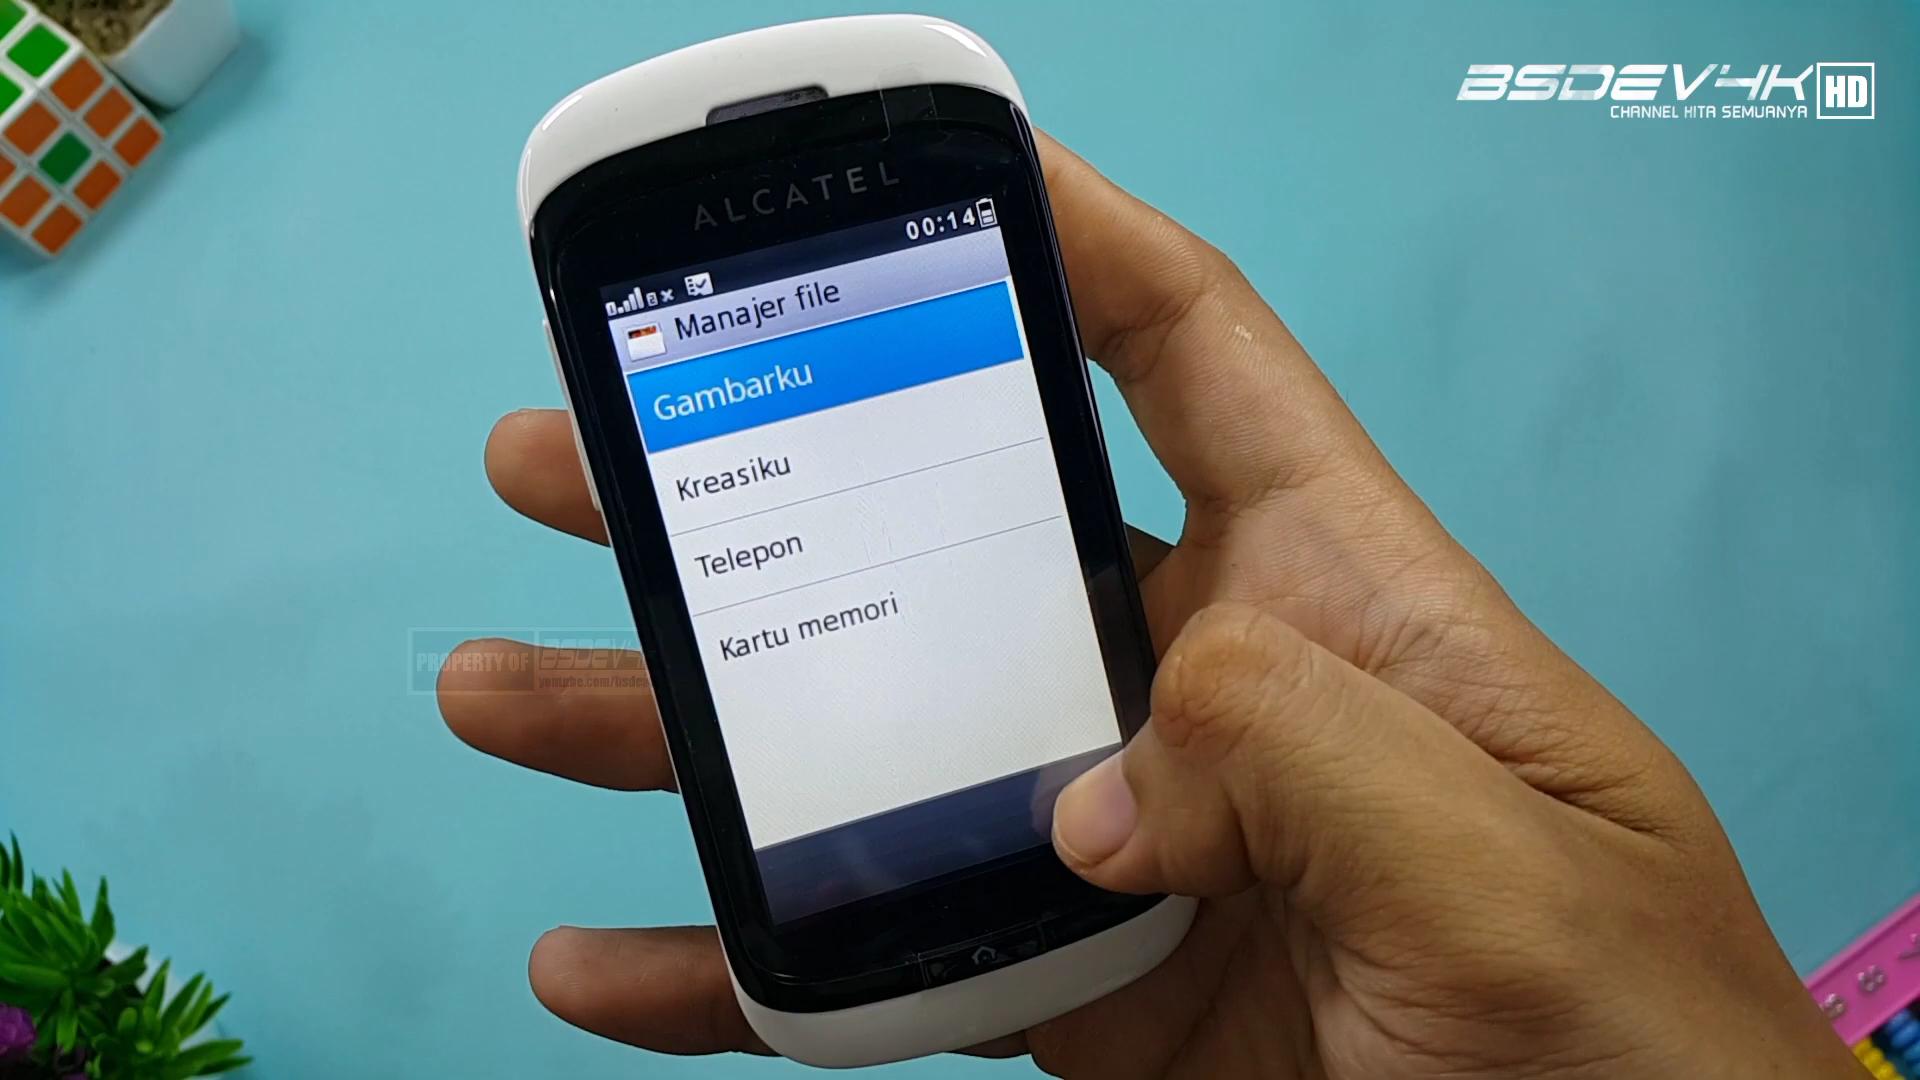 BSDEV4K HD
CHANNEL KITA SEMUANYA
ALCATEL
00:14
Manajer file
Gambarku
Kreasiku
Telepon
Kartu memori
PROPERTY OF BSDEV4K